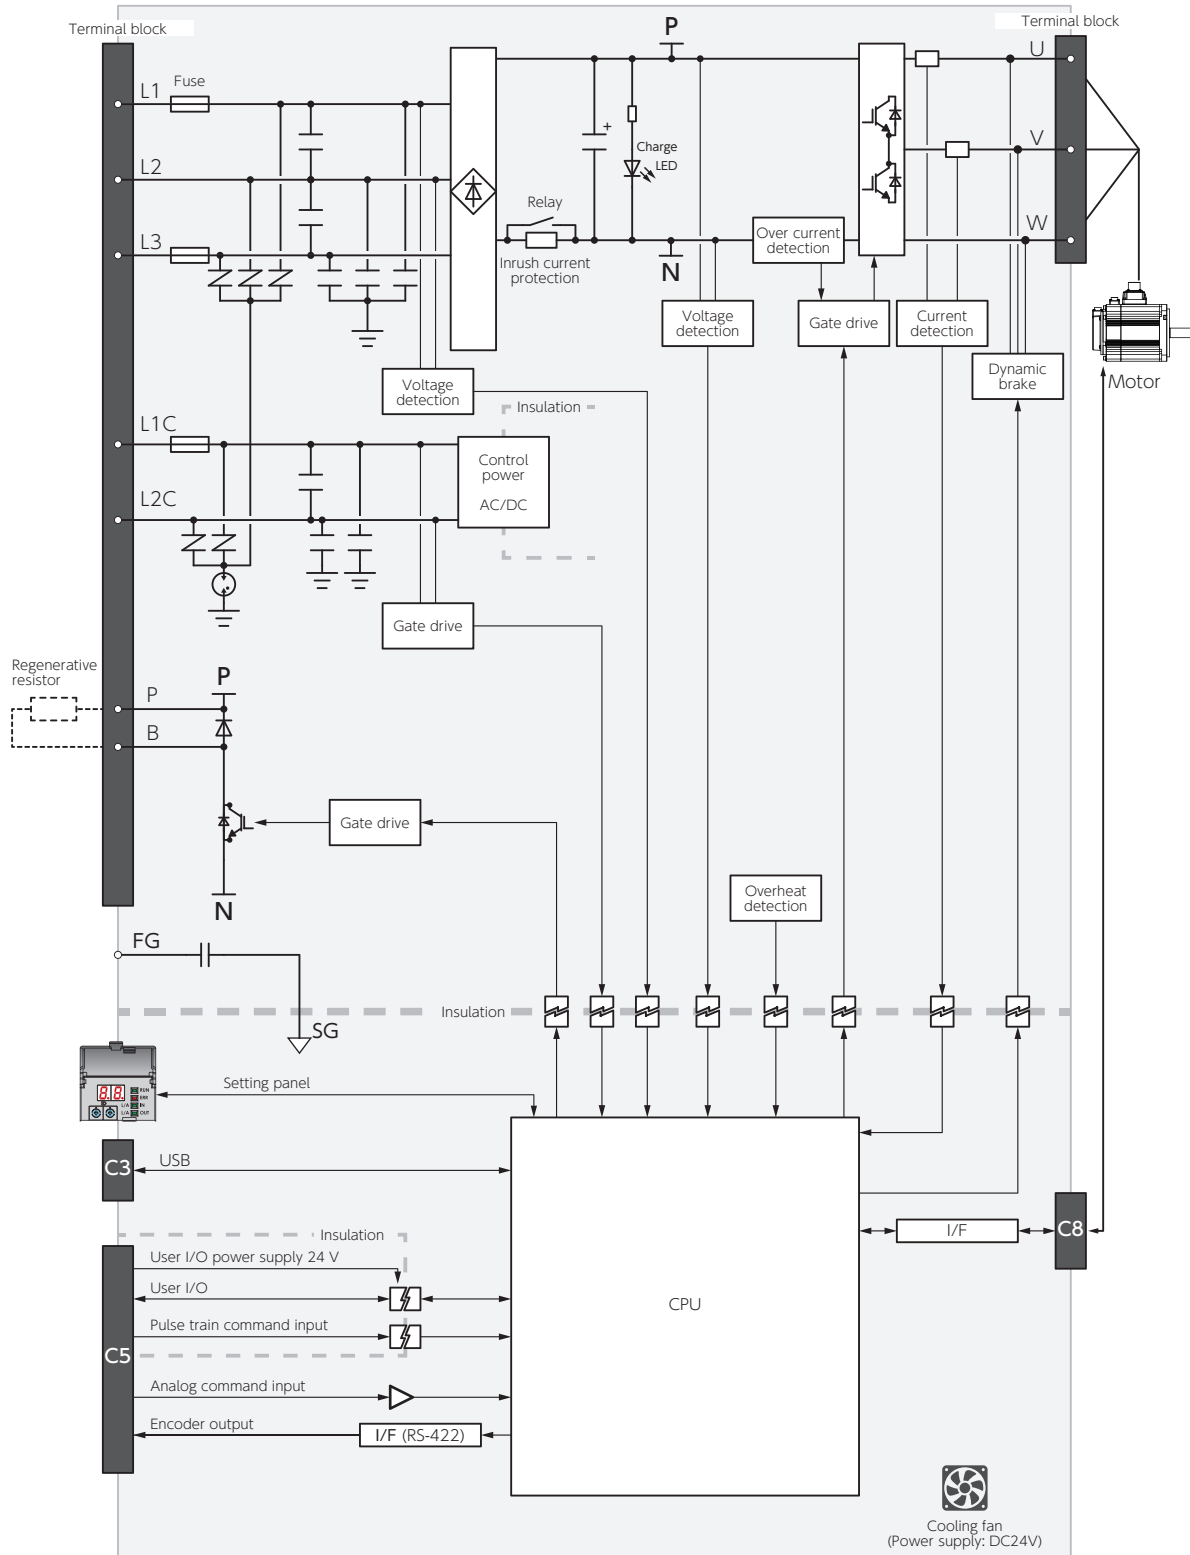 Terminal block
Terminal block
P
U
L1
Fuse
+
Charge
LED
V
L2
Relay
W
L3
Over current
detection
Inrush current
protection
N
Voltage
detection
Gate drive
Current
detection
Dynamic
brake
Motor
Voltage
detection
Insulation
L1C
Control
power
AC/DC
L2C
Gate drive
Regenerative
resistor
P
P
B
Gate drive
Overheat
detection
N
FG
Insulation
SG
Setting panel
8.8.
RUN
ERR
L/A IN
L/A OUT
C3
USB
Insulation
C8
I/F
User I/O power supply 24 V
User I/O
CPU
Pulse train command input
C5
Analog command input
Encoder output
I/F (RS-422)
Cooling fan
(Power supply: DC24V)